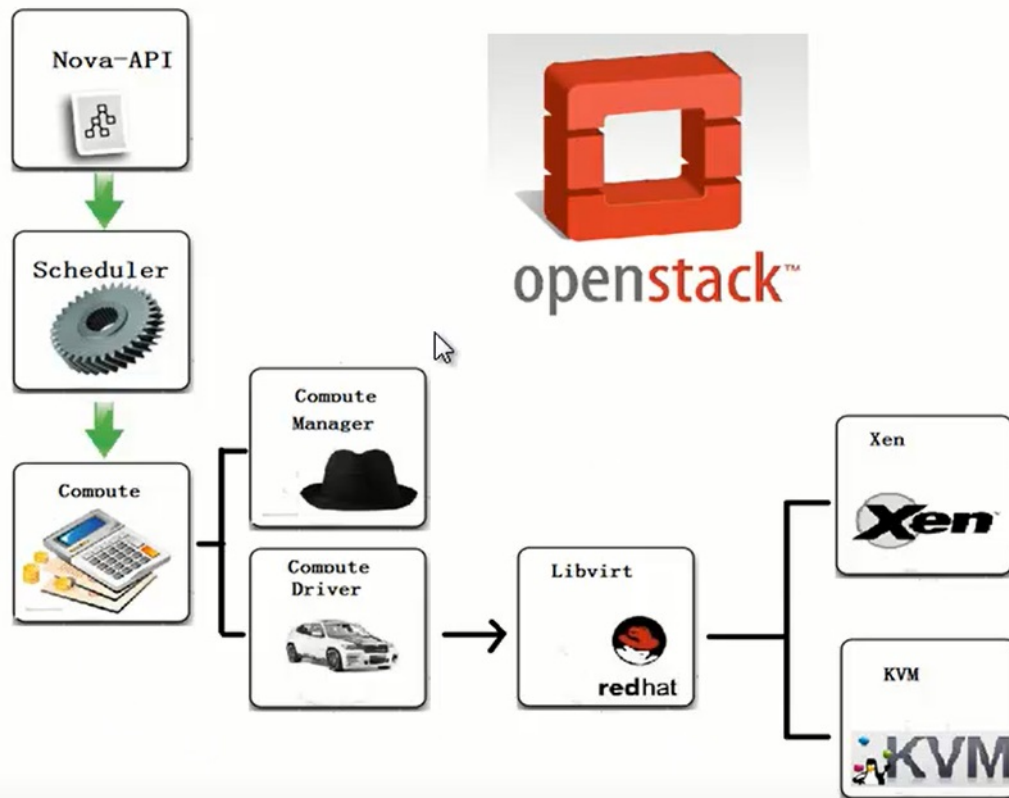 Nova-API
openstack™
Scheduler
Compute
Manager
Compute
Compute
Driver
Libvirt
redhat
Xen
Xen
KVM
KVM